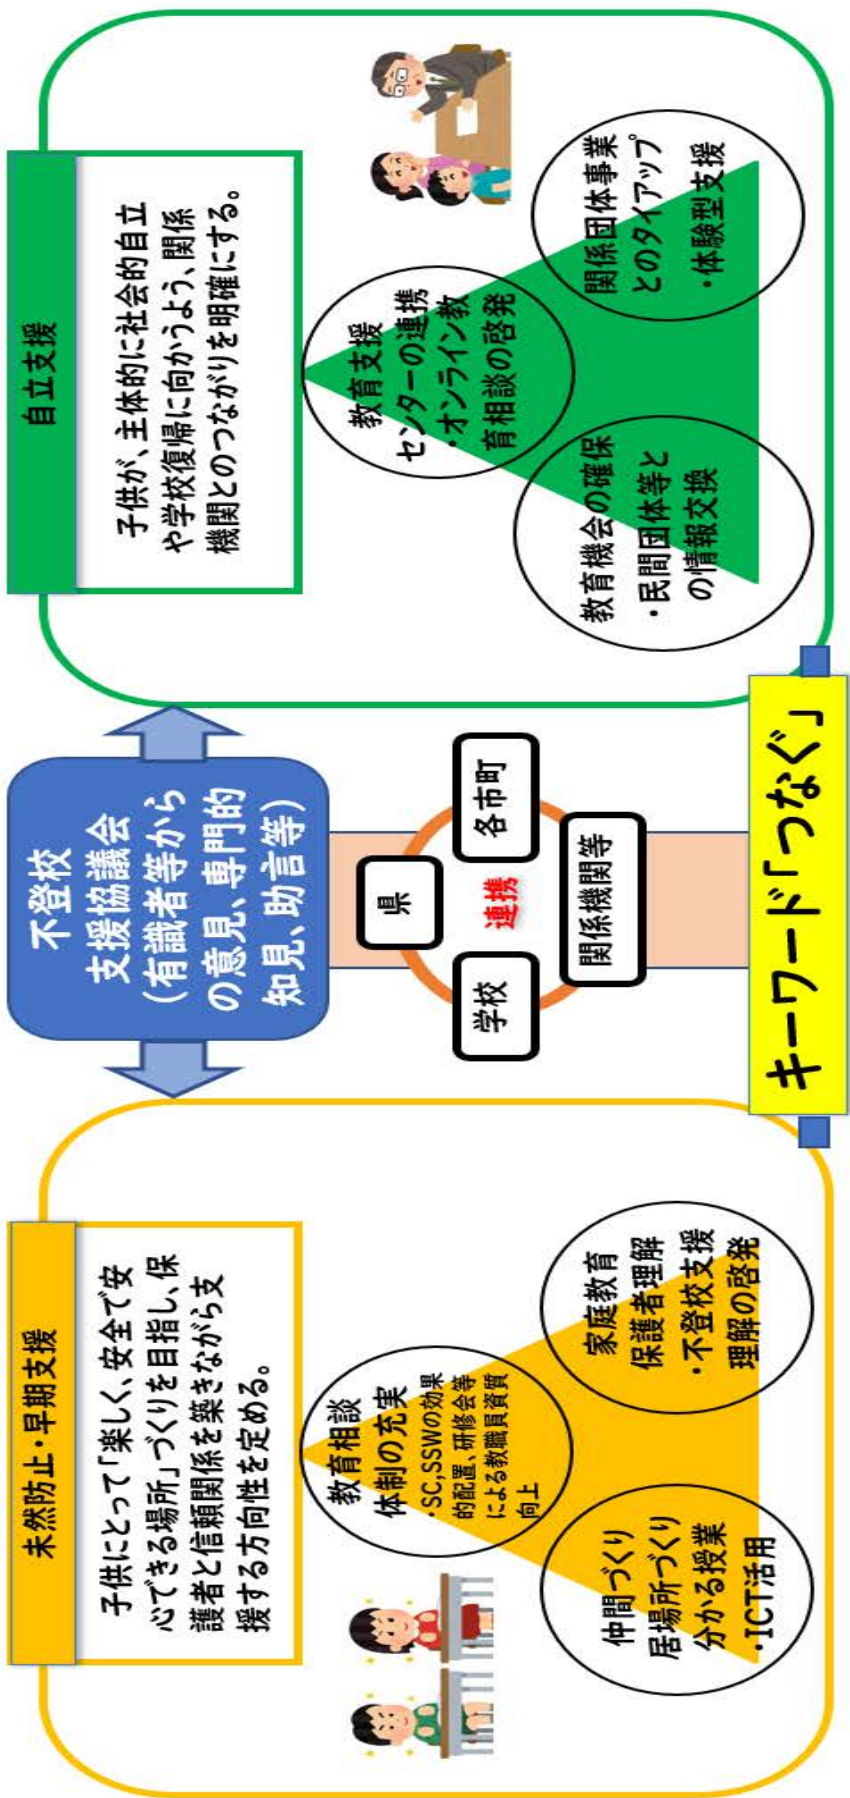 未然防止・早期支援
子供にとって「楽しく、安全で安
心できる場所」づくりを目指し、保
護者と信頼関係を築きながら支
援する方向性を定める。
教育相談
体制の充実
・SC,SSWの効果
的配置、研修会等
による教職員資質
向上
仲間づくり
居場所づくり
分かる授業
・ICT活用
家庭教育
保護者理解
・不登校支援
理解の啓発
不登校
支援協議会
(有識者等から
の意見、専門的
知見、助言等)
県
学校
連携
各市町
関係機関等
キーワード「つなぐ」
自立支援
子供が、主体的に社会的自立
や学校復帰に向かうよう、関係
機関とのつながりを明確にする。
教育支援
センターの連携
・オンライン教
育相談の啓発
教育機会の確保
・民間団体等と
の情報交換
関係団体事業
とのタイアップ
・体験型支援